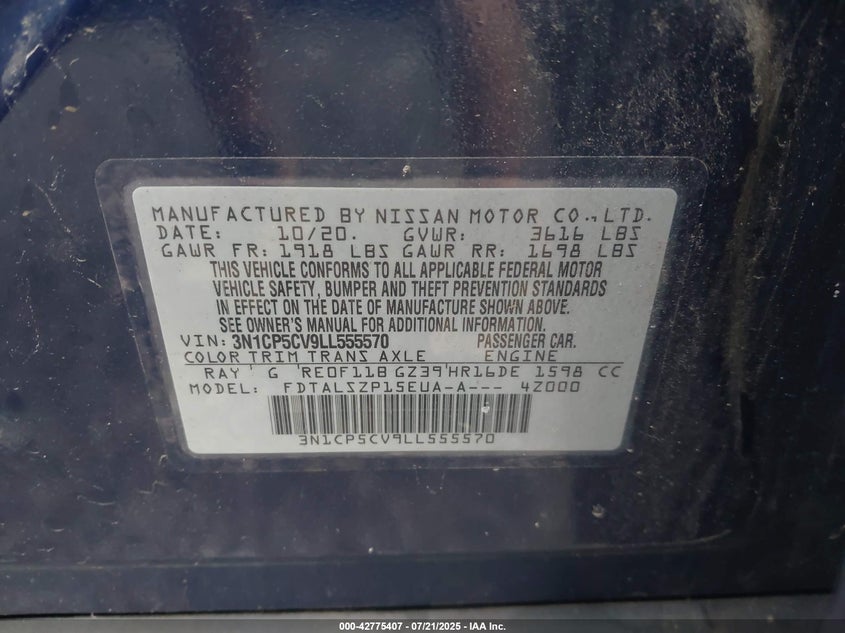 MANUFACTURED BY NISSAN MOTOR CO.,LTD.
DATE: 10/20. GVWR: 3616 LBS
GAWR FR: 1918 LBS GAWR RR: 1698 LBS
THIS VEHICLE CONFORMS TO ALL APPLICABLE FEDERAL MOTOR
VEHICLE SAFETY, BUMPER AND THEFT PREVENTION STANDARDS
IN EFFECT ON THE DATE OF MANUFACTURE SHOWN ABOVE.
SEE OWNER'S MANUAL FOR ADDITIONAL INFORMATION.
VIN: 3N1CP5CV9LL555570 PASSENGER CAR.
COLOR TRIM TRANS AXLE ENGINE
RAY 'G 'RE0F11B GZ39'HR16DE 1598 CC
MODEL: FDTALSZP15EUA-A--- 4Z000
3N1CP5CV9LL555570
000-42775407 - 07/21/2025 - IAA Inc.